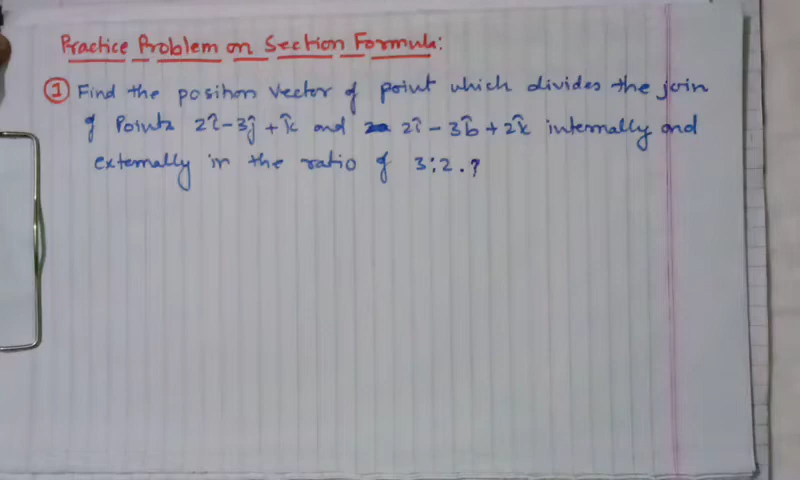 Practice Problem on Section Formula:
① Find the position vector of point which divides the join
of Points 2î-3ĵ+k̂ and 2î-3b̂+2k̂ internally and
externally in the ratio of 3:2.?